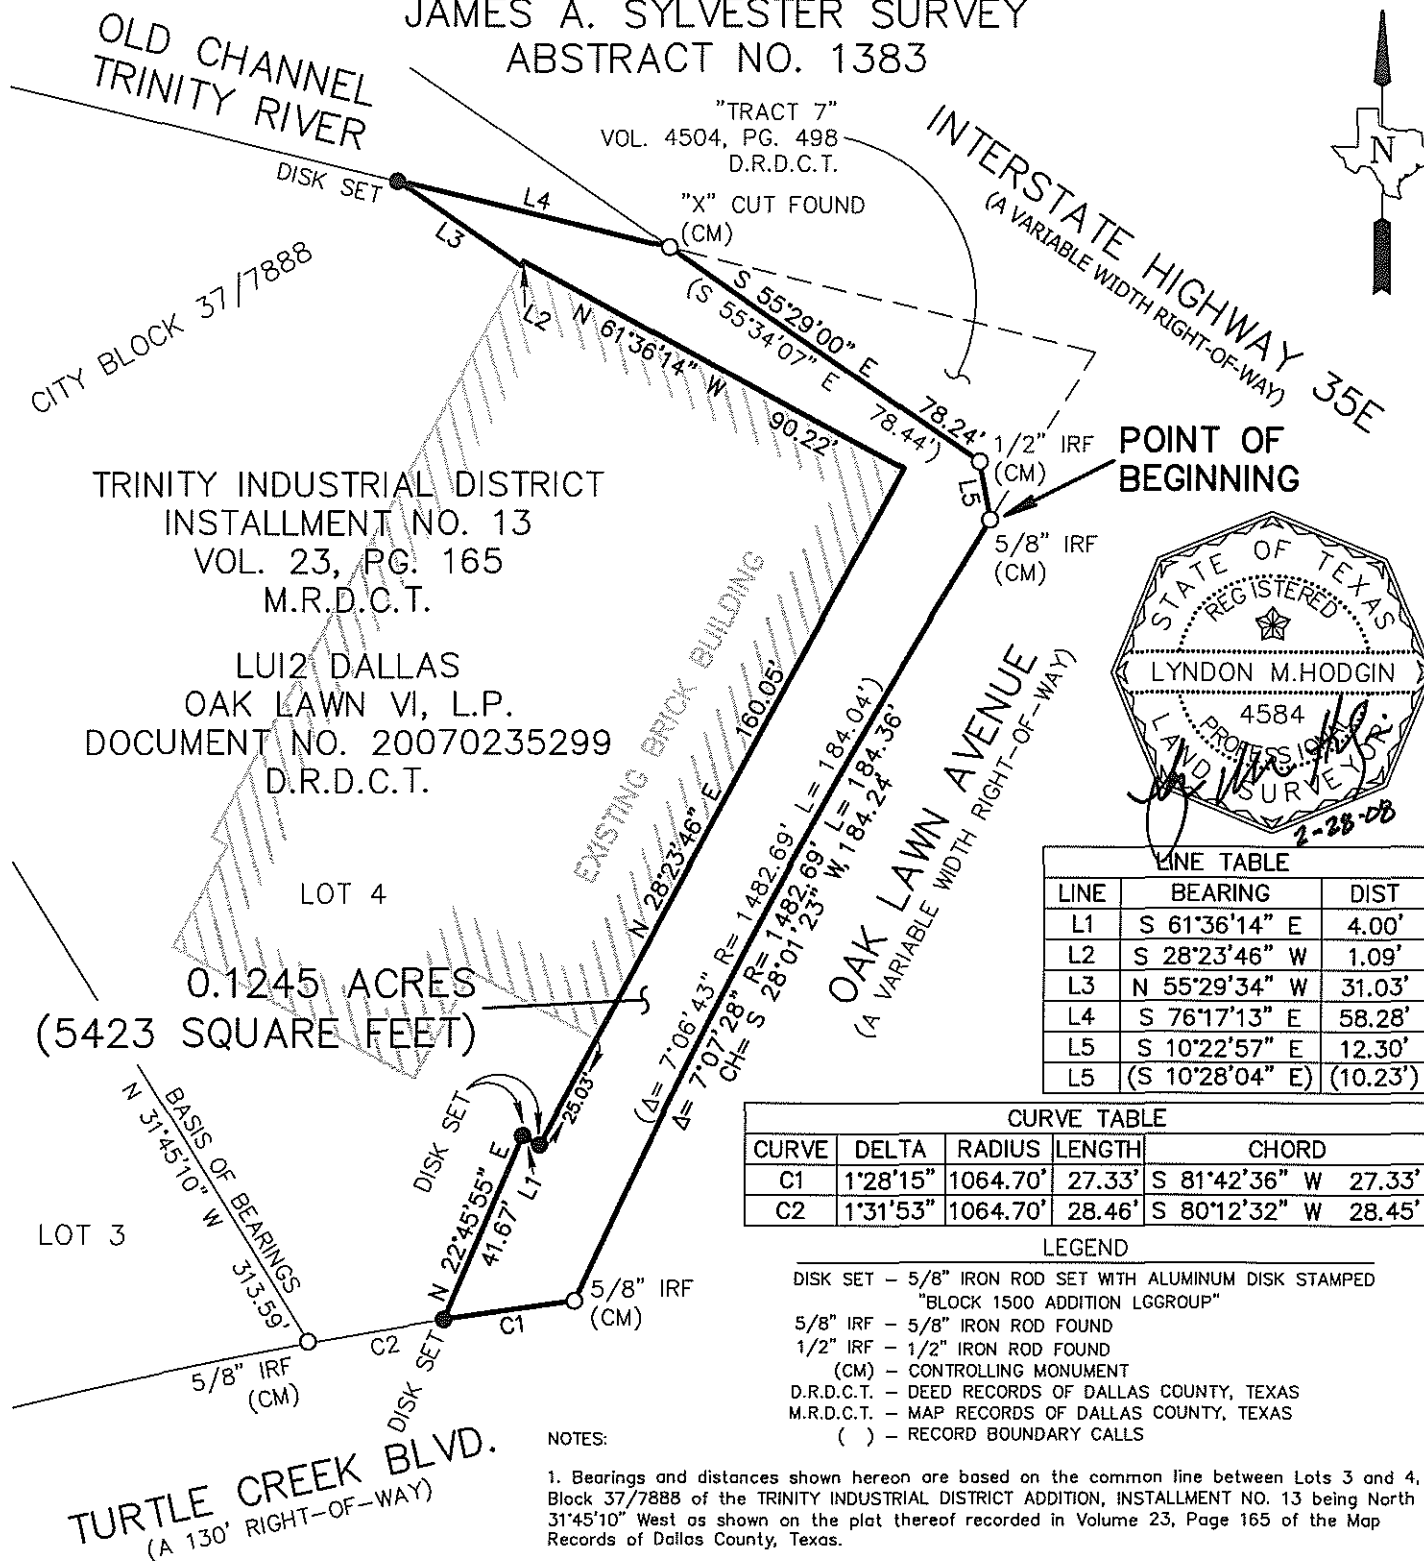 JAMES A. SYLVESTER SURVEY
ABSTRACT NO. 1383
OLD CHANNEL
TRINITY RIVER
"TRACT 7"
VOL. 4504, PG. 498
D.R.D.C.T.
INTERSTATE HIGHWAY 35E
(A VARIABLE WIDTH RIGHT-OF-WAY)
N
DISK SET
L4
"X" CUT FOUND
(CM)
L3
CITY BLOCK 37/7888
L2
S 55°29'00" E 78.24'
(S 55°34'07" E 78.44')
N 61°36'14" W 90.22'
1/2" IRF
(CM)
POINT OF
BEGINNING
L5
5/8" IRF
(CM)
TRINITY INDUSTRIAL DISTRICT
INSTALLMENT NO. 13
VOL. 23, PG. 165
M.R.D.C.T.
LUI2 DALLAS
OAK LAWN VI, L.P.
DOCUMENT NO. 20070235299
D.R.D.C.T.
EXISTING BRICK BUILDING
N 28°23'46" E 160.05'
(Δ= 7°06'43" R= 1482.69' L= 184.04')
Δ= 7°07'28" R= 1482.69' L= 184.36'
CH= S 28°01'23" W, 184.24'
OAK LAWN AVENUE
(A VARIABLE WIDTH RIGHT-OF-WAY)
STATE OF TEXAS
REGISTERED
LYNDON M.HODGIN
4584
PROFESSIONAL
LAND SURVEYOR
2-28-08
LOT 4
0.1245 ACRES
(5423 SQUARE FEET)
25.03'
DISK SET
L1
N 22°45'55" E
41.67'
BASIS OF BEARINGS
N 31°45'10" W 313.59'
LOT 3
5/8" IRF
(CM)
C1
C2
DISK SET
5/8" IRF
(CM)
TURTLE CREEK BLVD.
(A 130' RIGHT-OF-WAY)
LINE TABLE
LINE BEARING DIST
L1 S 61°36'14" E 4.00'
L2 S 28°23'46" W 1.09'
L3 N 55°29'34" W 31.03'
L4 S 76°17'13" E 58.28'
L5 S 10°22'57" E 12.30'
L5 (S 10°28'04" E) (10.23')
CURVE TABLE
CURVE DELTA RADIUS LENGTH CHORD
C1 1°28'15" 1064.70' 27.33' S 81°42'36" W 27.33'
C2 1°31'53" 1064.70' 28.46' S 80°12'32" W 28.45'
LEGEND
DISK SET – 5/8" IRON ROD SET WITH ALUMINUM DISK STAMPED
"BLOCK 1500 ADDITION LGGROUP"
5/8" IRF – 5/8" IRON ROD FOUND
1/2" IRF – 1/2" IRON ROD FOUND
(CM) – CONTROLLING MONUMENT
D.R.D.C.T. – DEED RECORDS OF DALLAS COUNTY, TEXAS
M.R.D.C.T. – MAP RECORDS OF DALLAS COUNTY, TEXAS
( ) – RECORD BOUNDARY CALLS
NOTES:
1. Bearings and distances shown hereon are based on the common line between Lots 3 and 4,
Block 37/7888 of the TRINITY INDUSTRIAL DISTRICT ADDITION, INSTALLMENT NO. 13 being North
31°45'10" West as shown on the plat thereof recorded in Volume 23, Page 165 of the Map
Records of Dallas County, Texas.